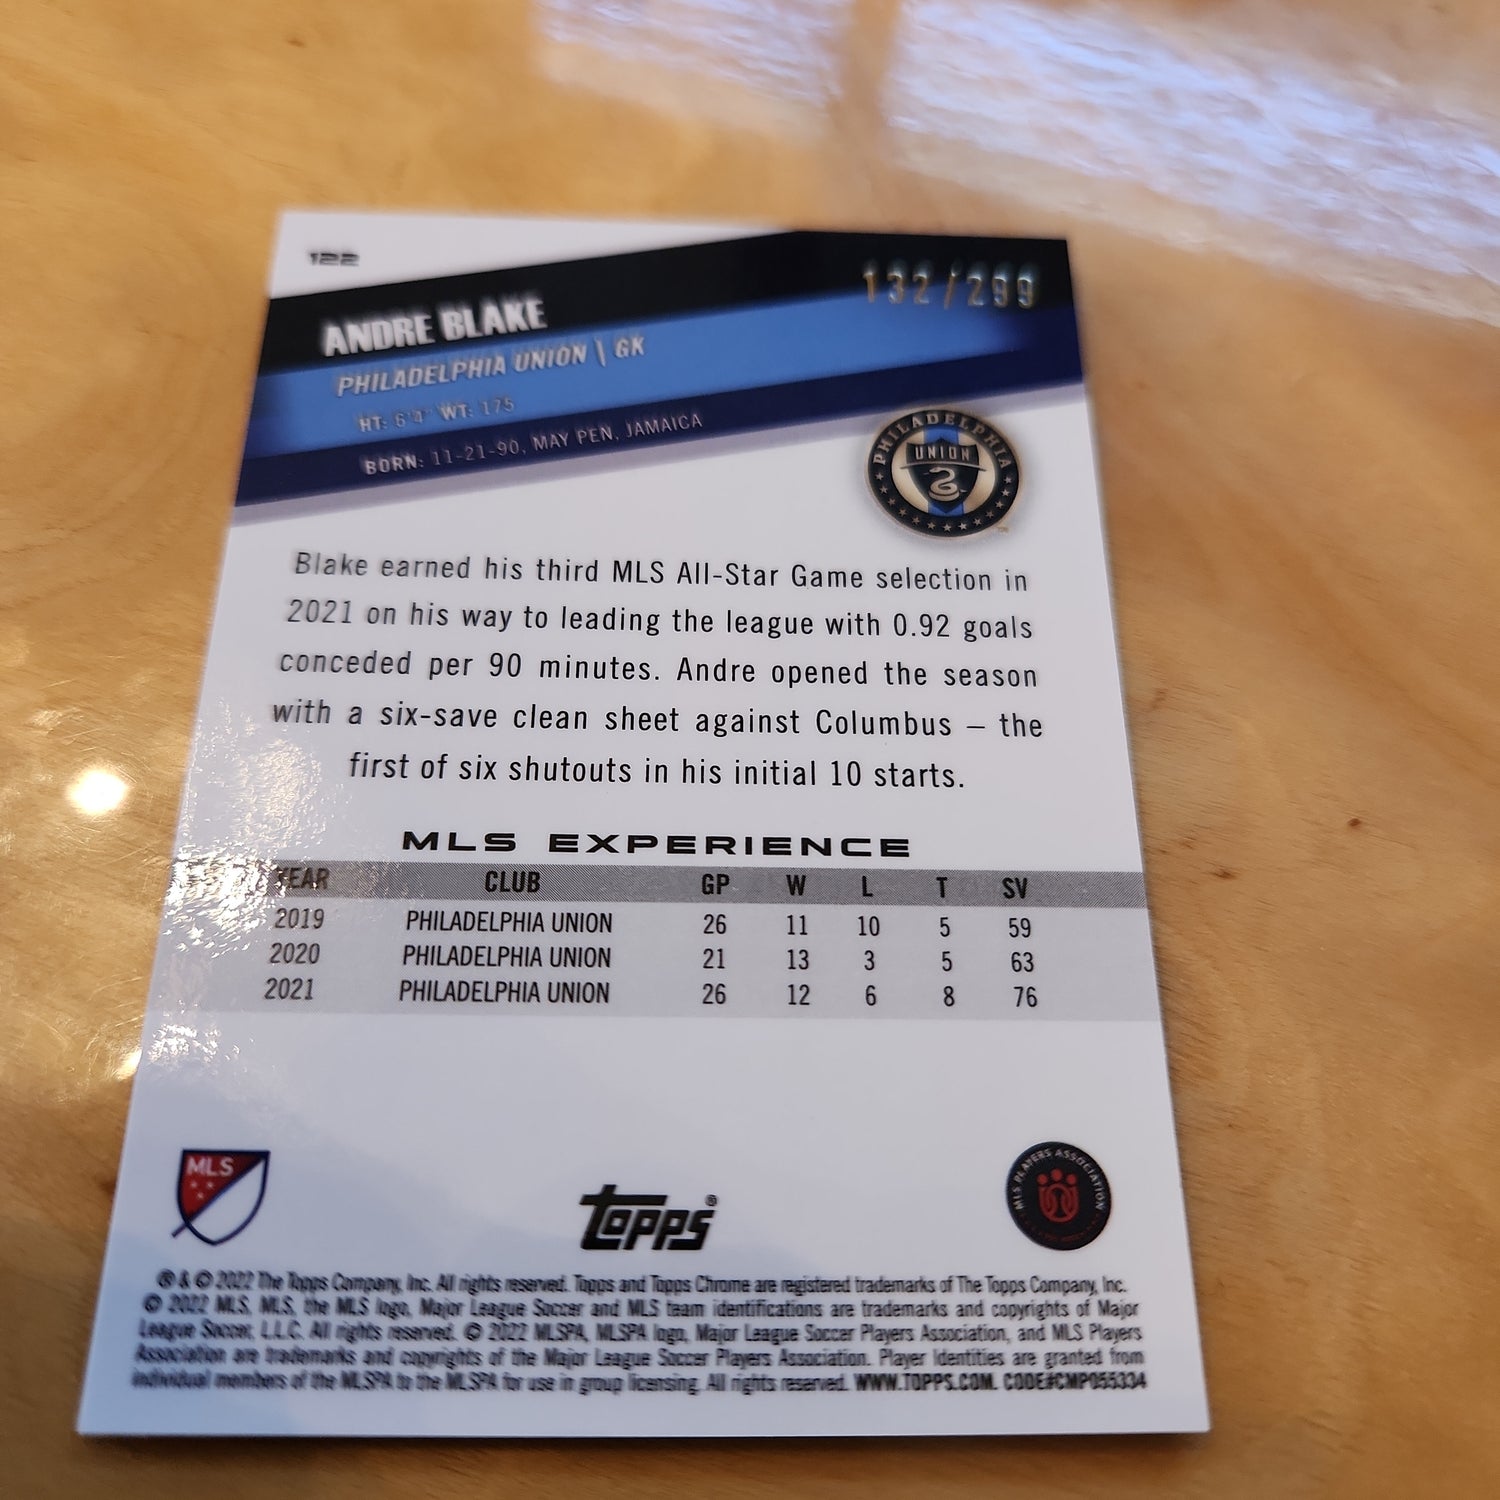 122
132/299
ANDRE BLAKE
PHILADELPHIA UNION | GK
HT: 6'4" WT: 175
BORN: 11-21-90, MAY PEN, JAMAICA
PHILADELPHIA
UNION
Blake earned his third MLS All-Star Game selection in
2021 on his way to leading the league with 0.92 goals
conceded per 90 minutes. Andre opened the season
with a six-save clean sheet against Columbus – the
first of six shutouts in his initial 10 starts.
MLS EXPERIENCE
YEAR CLUB GP W L T SV
2019 PHILADELPHIA UNION 26 11 10 5 59
2020 PHILADELPHIA UNION 21 13 3 5 63
2021 PHILADELPHIA UNION 26 12 6 8 76
MLS
topps®
MLS PLAYERS ASSOCIATION
® & © 2022 The Topps Company, Inc. All rights reserved. Topps and Topps Chrome are registered trademarks of The Topps Company, Inc.
© 2022 MLS. MLS, the MLS logo, Major League Soccer and MLS team identifications are trademarks and copyrights of Major
League Soccer, L.L.C. All rights reserved. © 2022 MLSPA, MLSPA logo, Major League Soccer Players Association, and MLS Players
Association are trademarks and copyrights of the Major League Soccer Players Association. Player Identities are granted from
individual members of the MLSPA to the MLSPA for use in group licensing. All rights reserved. WWW.TOPPS.COM. CODE#CMP055334